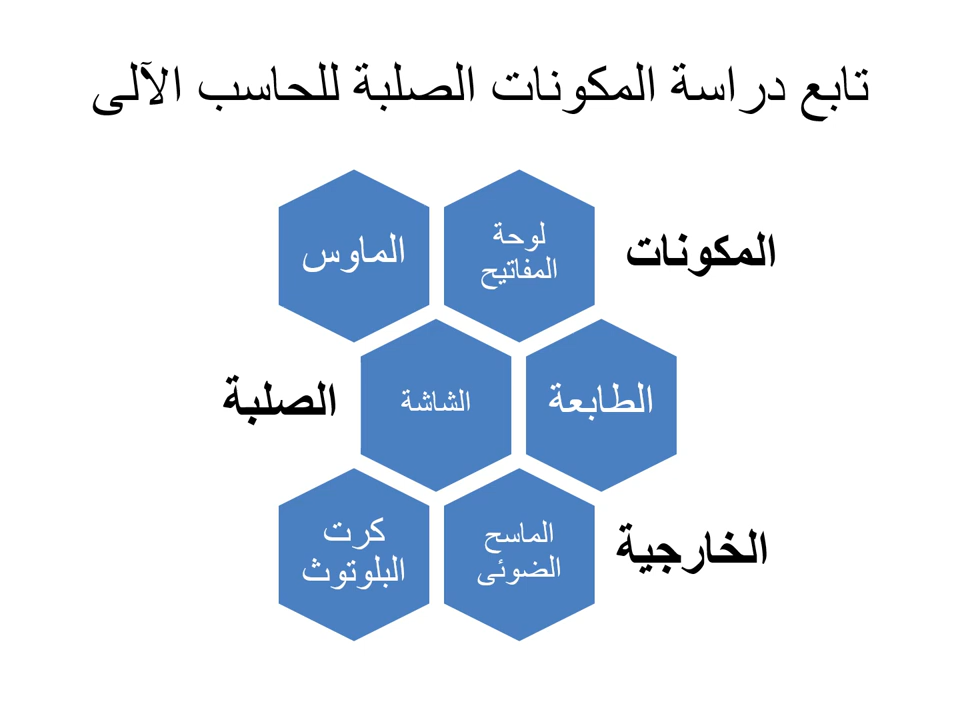 تابع دراسة المكونات الصلبة للحاسب الآلى
المكونات
لوحة
المفاتيح
الماوس
الطابعة
الشاشة
الصلبة
الخارجية
الماسح
الضوئى
كرت
البلوتوث